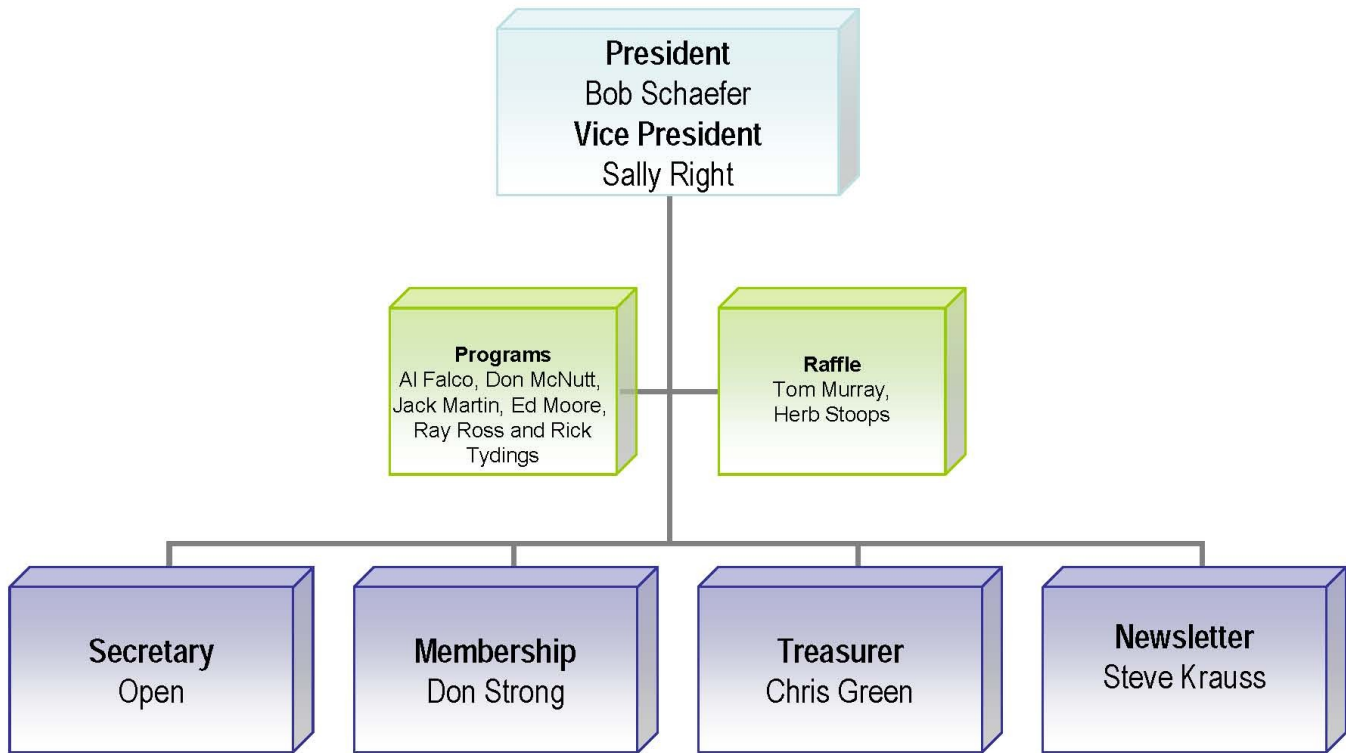 President
Bob Schaefer
Vice President
Sally Right
Programs
Al Falco, Don McNutt,
Jack Martin, Ed Moore,
Ray Ross and Rick
Tydings
Raffle
Tom Murray,
Herb Stoops
Secretary
Open
Membership
Don Strong
Treasurer
Chris Green
Newsletter
Steve Krauss